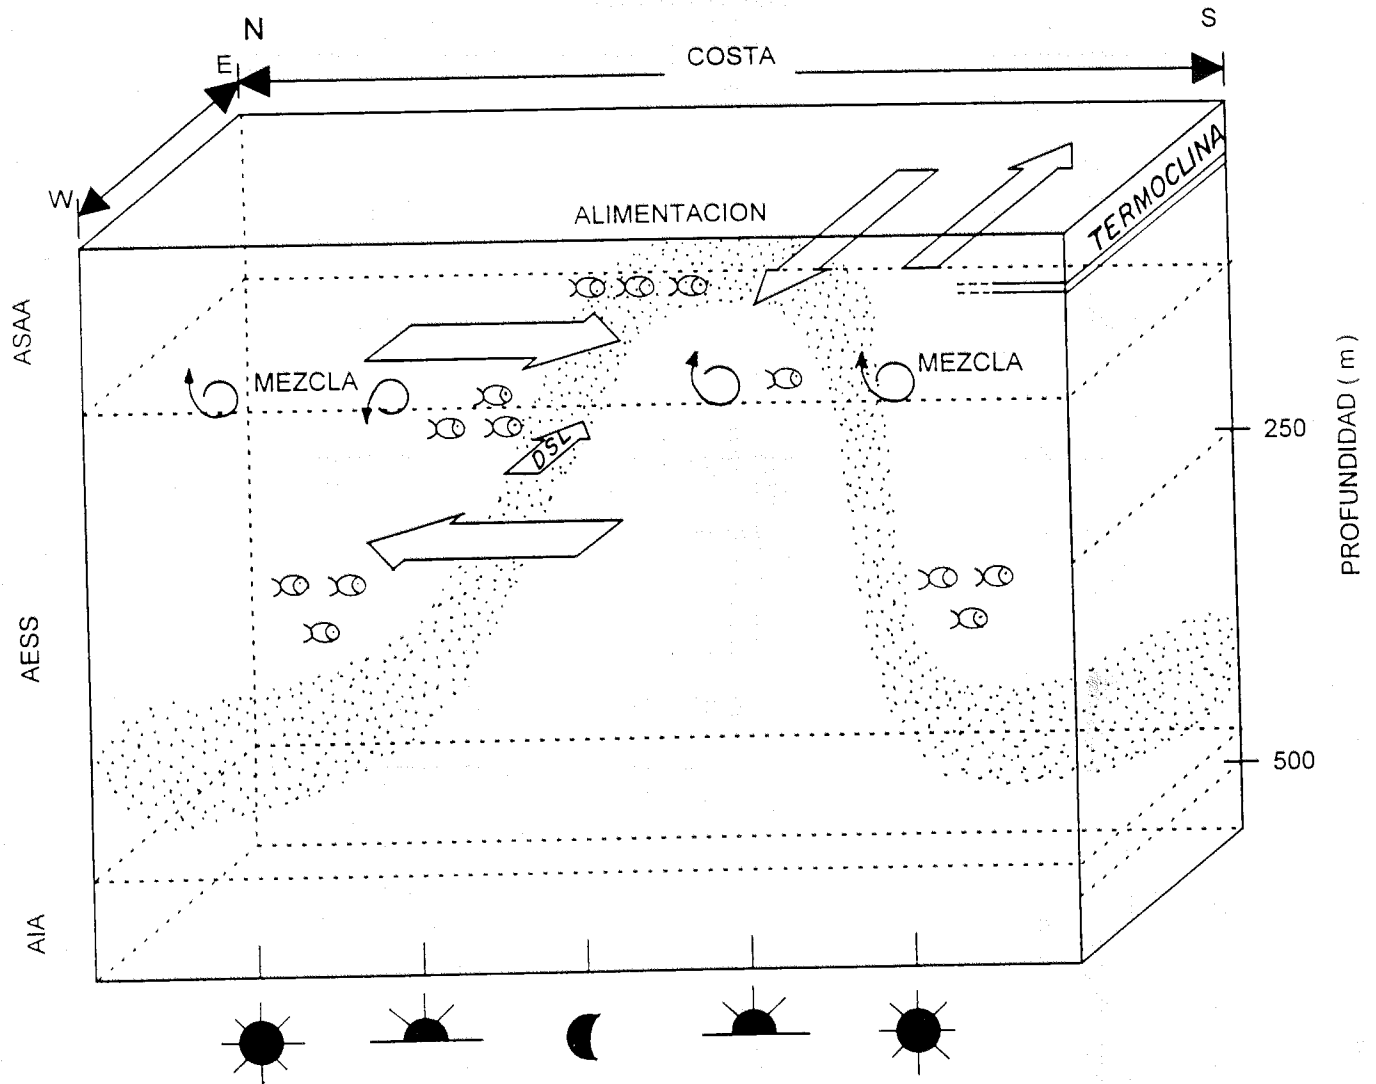 N
S
E
COSTA
W
TERMOCLINA
ALIMENTACION
ASAA
MEZCLA
MEZCLA
250
DSL
PROFUNDIDAD ( m )
AESS
500
AIA